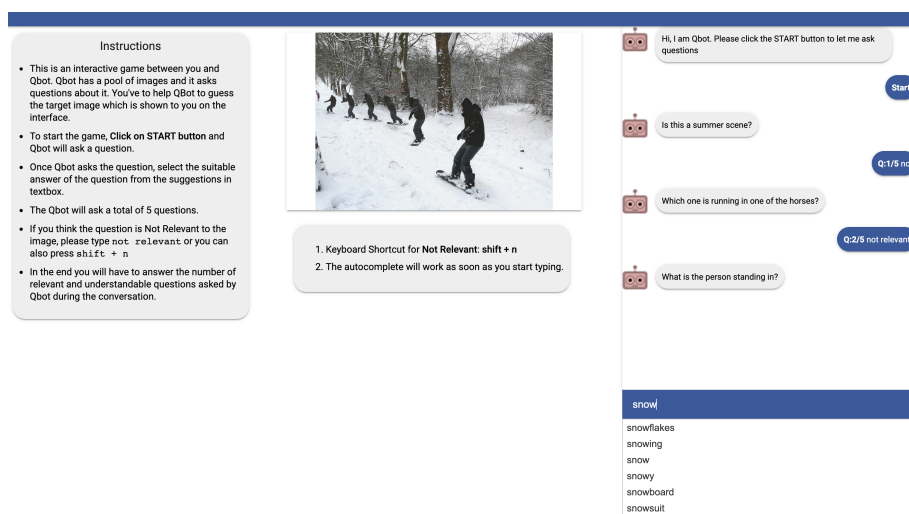 Instructions
This is an interactive game between you and
Qbot. Qbot has a pool of images and it asks
questions about it. You've to help QBot to guess
the target image which is shown to you on the
interface.
To start the game, Click on START button and
Qbot will ask a question.
Once Qbot asks the question, select the suitable
answer of the question from the suggestions in
textbox.
The Qbot will ask a total of 5 questions.
If you think the question is Not Relevant to the
image, please type not relevant or you can
also press shift + n
In the end you will have to answer the number of
relevant and understandable questions asked by
Qbot during the conversation.
1. Keyboard Shortcut for Not Relevant: shift + n
2. The autocomplete will work as soon as you start typing.
Hi, I am Qbot. Please click the START button to let me ask
questions
Start
Is this a summer scene?
Q:1/5 no
Which one is running in one of the horses?
Q:2/5 not relevant
What is the person standing in?
snow
snowflakes
snowing
snow
snowy
snowboard
snowsuit